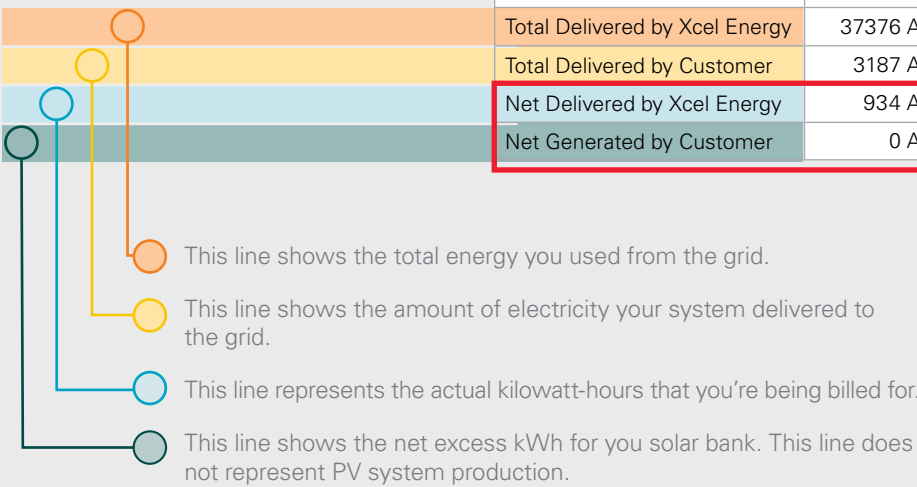 Total Delivered by Xcel Energy 37376 A
Total Delivered by Customer 3187 A
Net Delivered by Xcel Energy 934 A
Net Generated by Customer 0 A
This line shows the total energy you used from the grid.
This line shows the amount of electricity your system delivered to
the grid.
This line represents the actual kilowatt-hours that you're being billed for.
This line shows the net excess kWh for you solar bank. This line does
not represent PV system production.